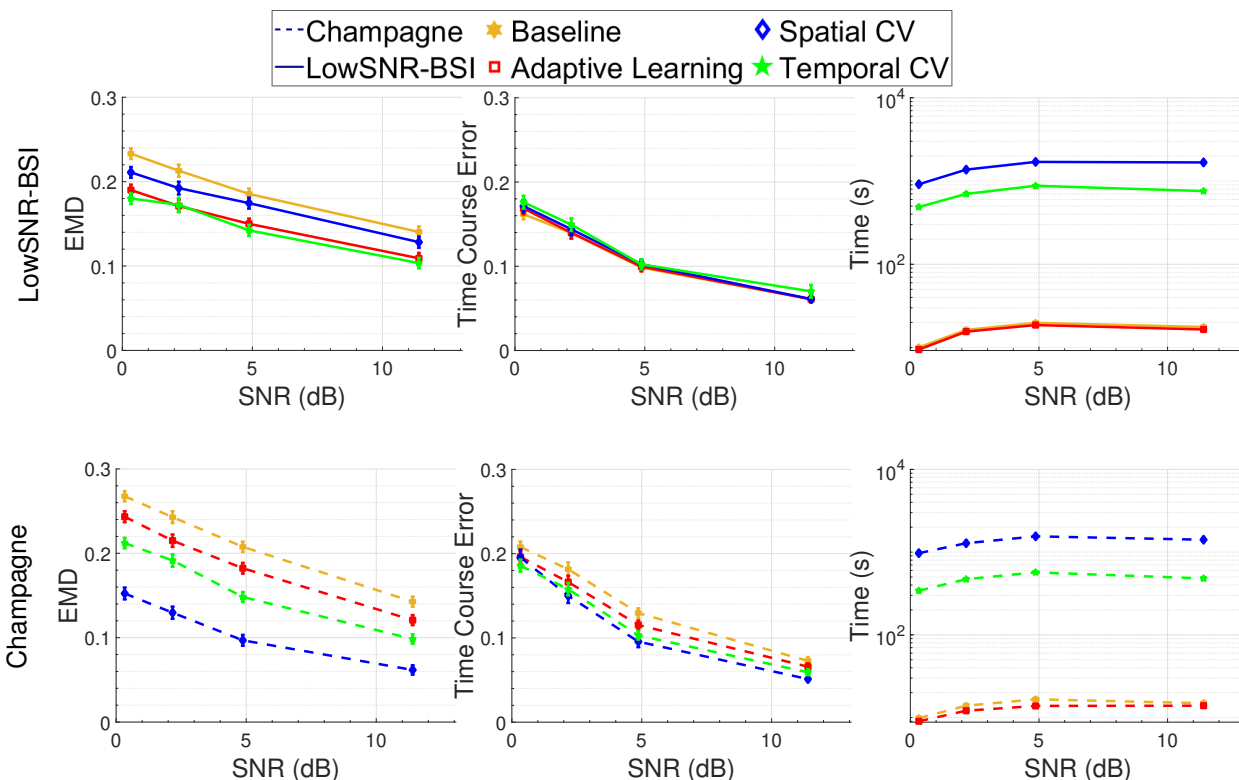 Champagne Baseline Spatial CV
LowSNR-BSI Adaptive Learning Temporal CV
LowSNR-BSI
EMD
0.3
0.2
0.1
0
0 5 10
SNR (dB)
Time Course Error
0.3
0.2
0.1
0
0 5 10
SNR (dB)
Time (s)
10^4
10^2
0 5 10
SNR (dB)
Champagne
EMD
0.3
0.2
0.1
0
0 5 10
SNR (dB)
Time Course Error
0.3
0.2
0.1
0
0 5 10
SNR (dB)
Time (s)
10^4
10^2
0 5 10
SNR (dB)